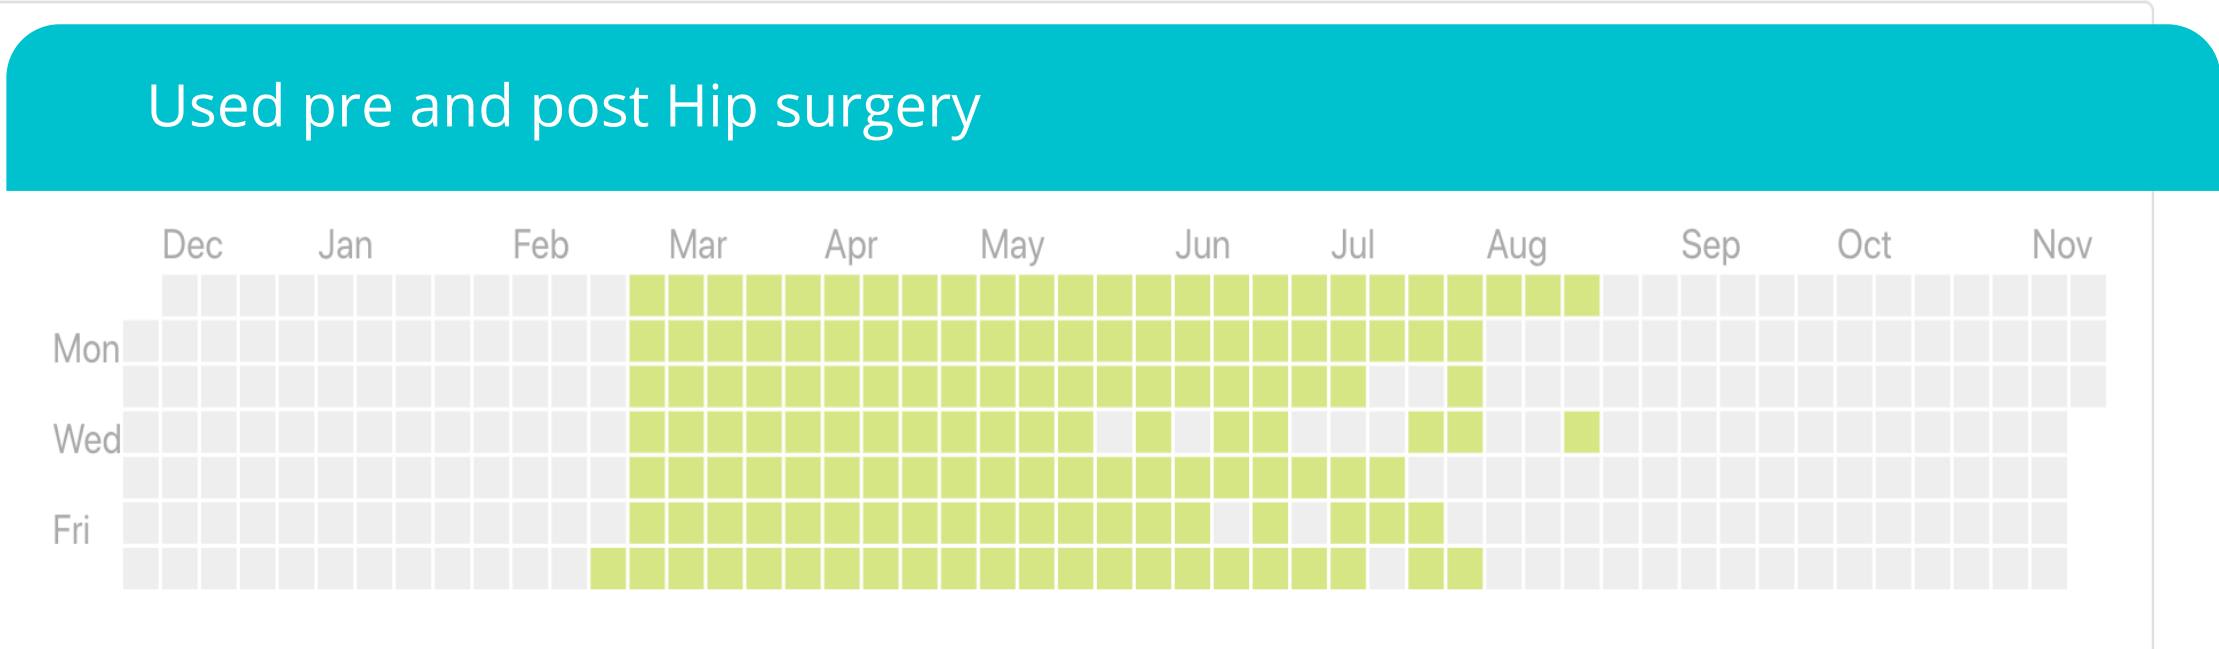 Used pre and post Hip surgery
Dec Jan Feb Mar Apr May Jun Jul Aug Sep Oct Nov
Mon
Wed
Fri